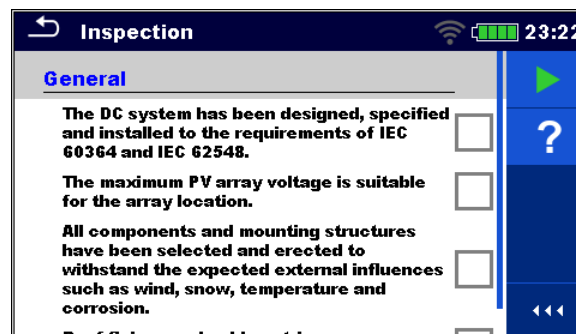 Inspection 23:22
General
The DC system has been designed, specified
and installed to the requirements of IEC
60364 and IEC 62548.
The maximum PV array voltage is suitable
for the array location.
All components and mounting structures
have been selected and erected to
withstand the expected external influences
such as wind, snow, temperature and
corrosion.
?